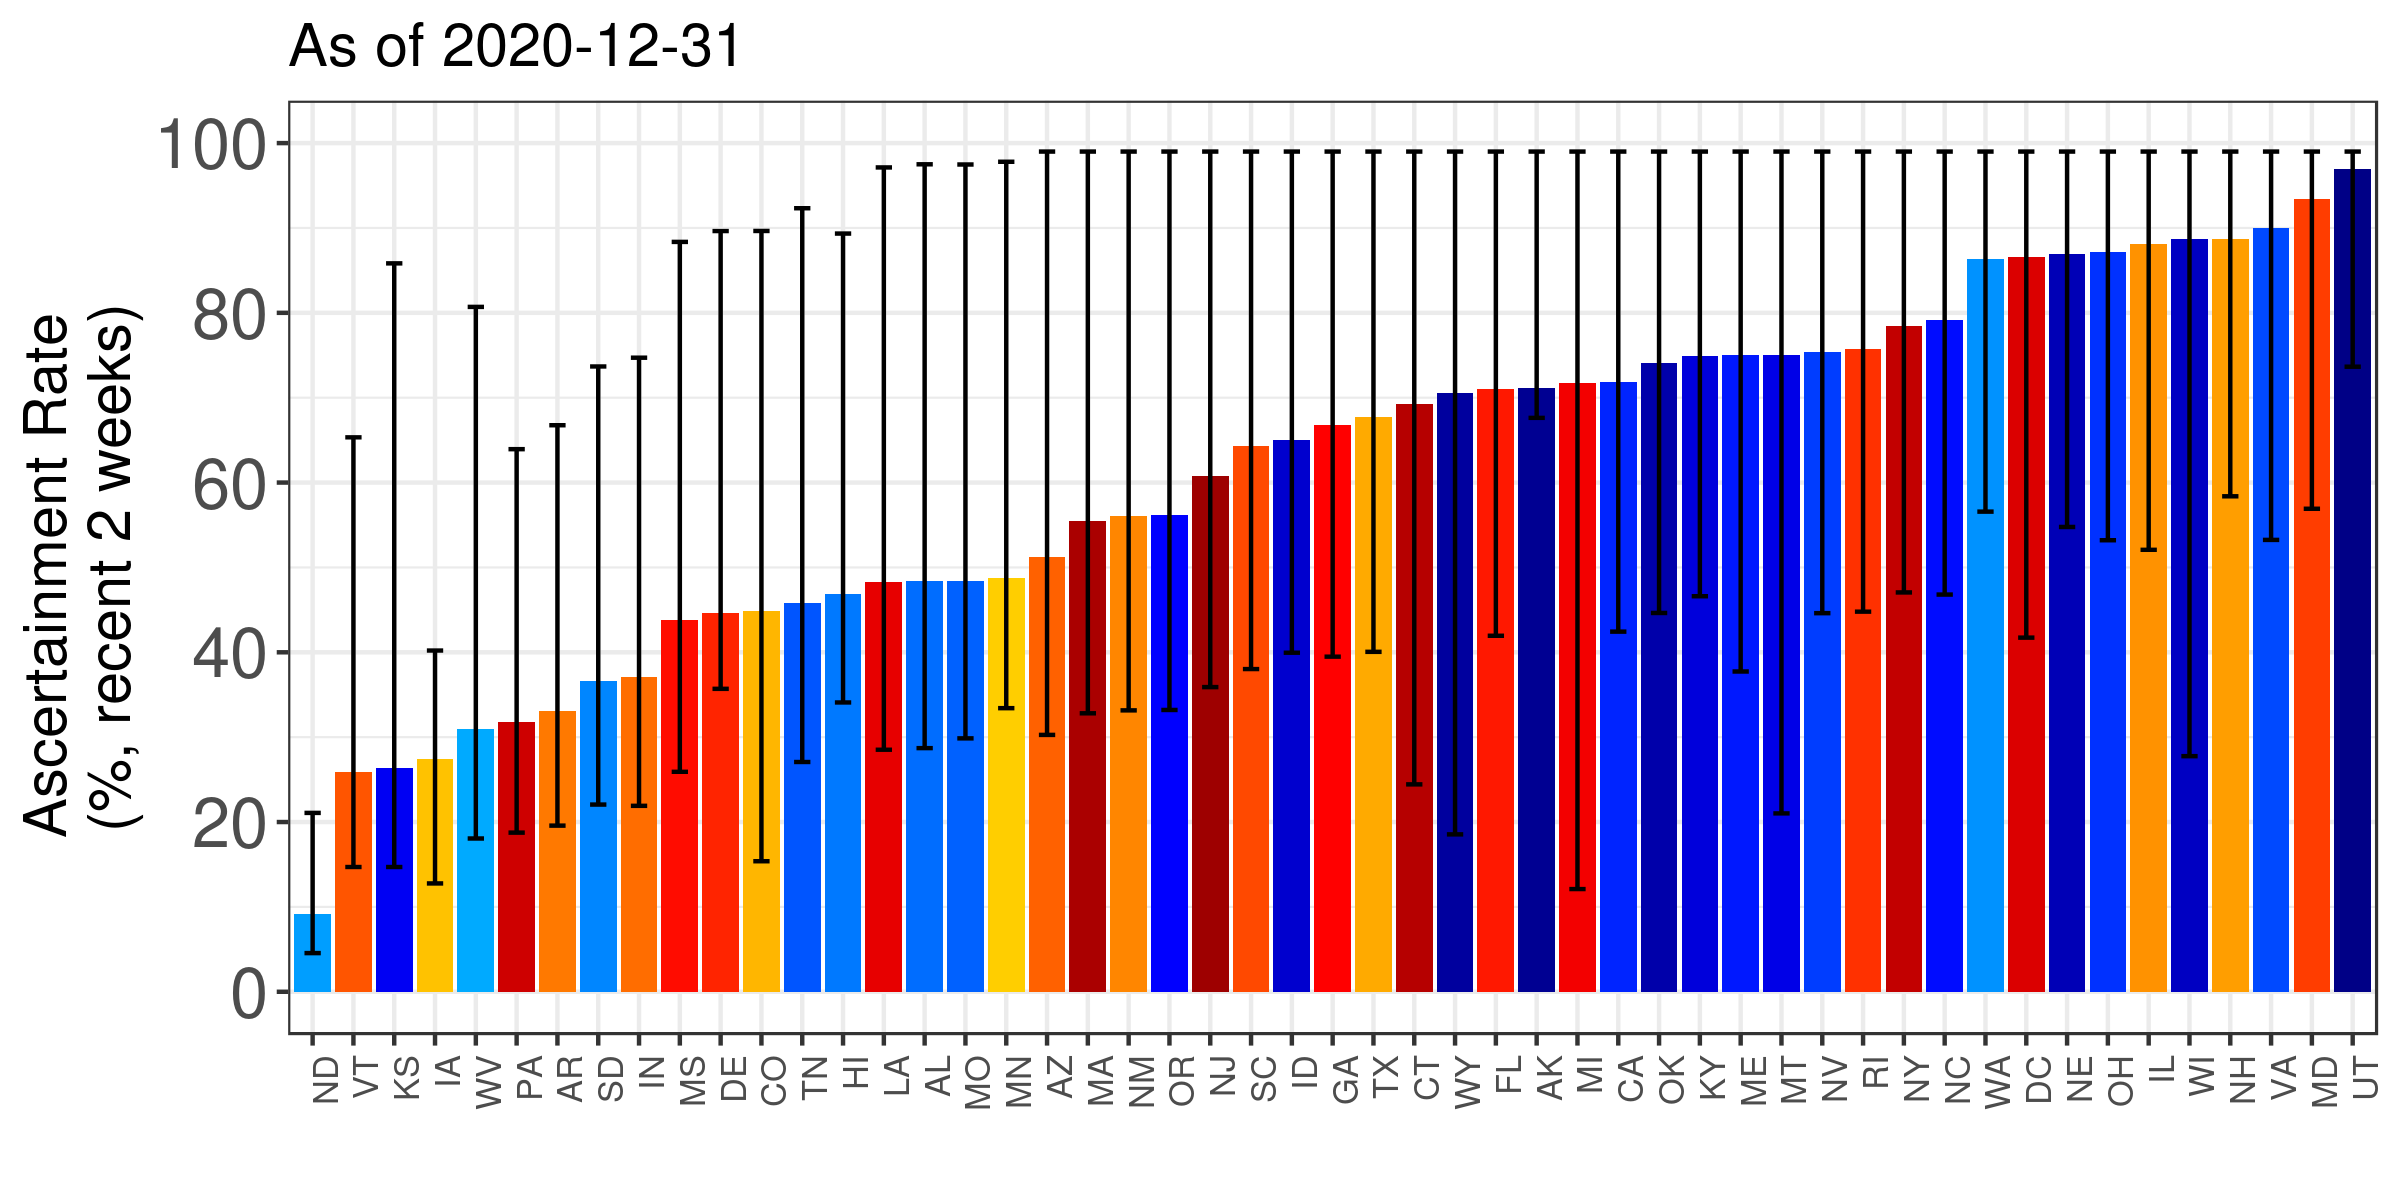 As of 2020-12-31
Ascertainment Rate
(%, recent 2 weeks)
100
80
60
40
20
0
ND VT KS IA WV PA AR SD IN MS DE CO TN HI LA AL MO MN AZ MA NM OR NJ SC ID GA TX CT WY FL AK MI CA OK KY ME MT NV RI NY NC WA DC NE OH IL WI NH VA MD UT